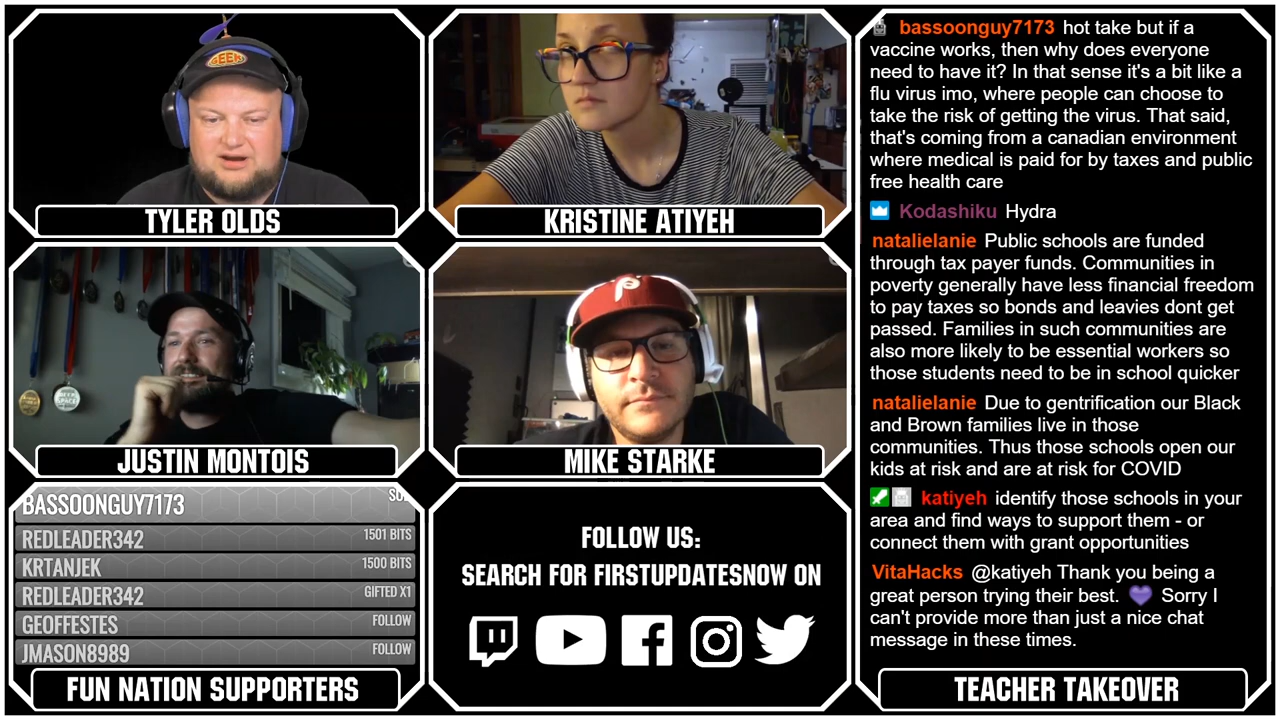 GEEK
TYLER OLDS
KRISTINE ATIYEH
P
JUSTIN MONTOIS
MIKE STARKE
BASSOONGUY7173
REDLEADER342 1501 BITS
KRTANJEK 1500 BITS
REDLEADER342 GIFTED X1
GEOFFESTES FOLLOW
JMASON8989 FOLLOW
FUN NATION SUPPORTERS
FOLLOW US:
SEARCH FOR FIRSTUPDATESNOW ON
bassoonguy7173 hot take but if a
vaccine works, then why does everyone
need to have it? In that sense it's a bit like a
flu virus imo, where people can choose to
take the risk of getting the virus. That said,
that's coming from a canadian environment
where medical is paid for by taxes and public
free health care
Kodashiku Hydra
natalielanie Public schools are funded
through tax payer funds. Communities in
poverty generally have less financial freedom
to pay taxes so bonds and leavies dont get
passed. Families in such communities are
also more likely to be essential workers so
those students need to be in school quicker
natalielanie Due to gentrification our Black
and Brown families live in those
communities. Thus those schools open our
kids at risk and are at risk for COVID
katiyeh identify those schools in your
area and find ways to support them - or
connect them with grant opportunities
VitaHacks @katiyeh Thank you being a
great person trying their best. 💜 Sorry I
can't provide more than just a nice chat
message in these times.
TEACHER TAKEOVER